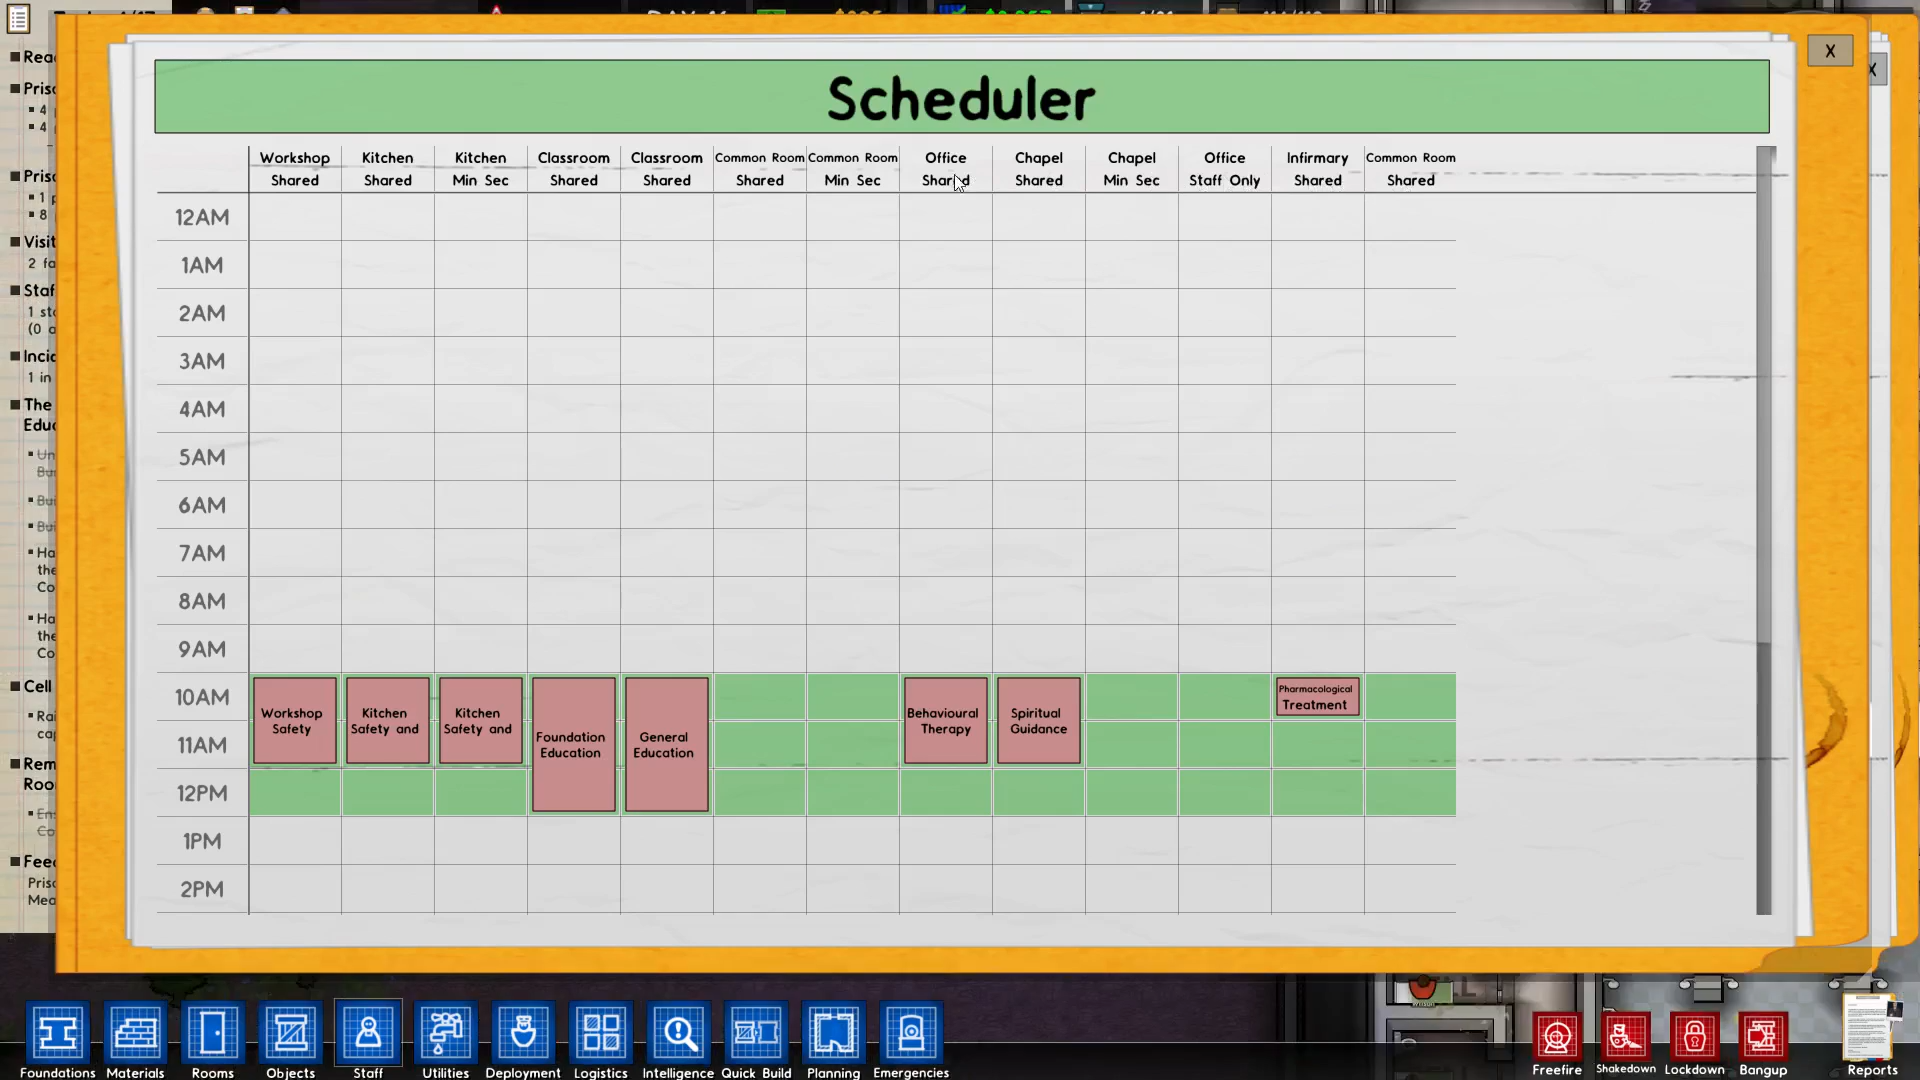 X
Scheduler
Workshop Shared
Kitchen Shared
Kitchen Min Sec
Classroom Shared
Classroom Shared
Common Room Shared
Common Room Min Sec
Office Shared
Chapel Shared
Chapel Min Sec
Office Staff Only
Infirmary Shared
Common Room Shared
12AM
1AM
2AM
3AM
4AM
5AM
6AM
7AM
8AM
9AM
10AM
11AM
12PM
1PM
2PM
Workshop
Safety
Kitchen
Safety and
Kitchen
Safety and
Foundation
Education
General
Education
Behavioural
Therapy
Spiritual
Guidance
Pharmacological
Treatment
Foundations
Materials
Rooms
Objects
Staff
Utilities
Deployment
Logistics
Intelligence
Quick Build
Planning
Emergencies
Freefire
Shakedown
Lockdown
Bangup
Reports